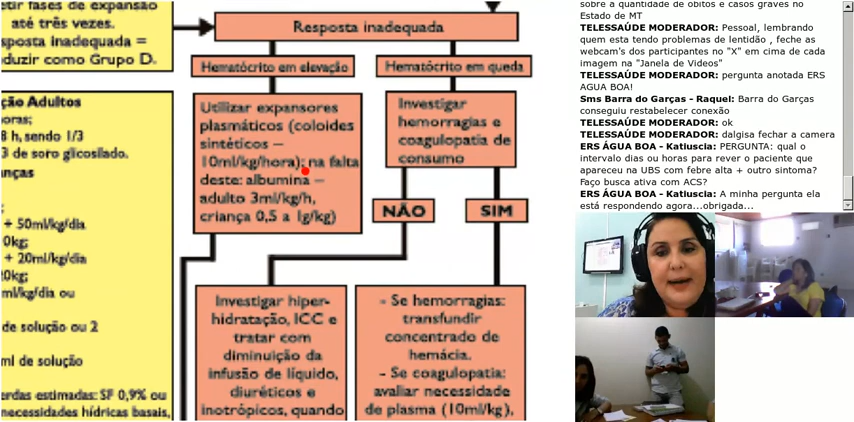 etir fases de expansão
até três vezes.
sposta inadequada =
duzir como Grupo D.
ção Adultos
oras;
8 h, sendo 1/3
3 de soro glicosilado.
anças
;
+ 50ml/kg/dia
0kg;
+ 20ml/kg/dia
20kg;
ml/kg/dia ou
de solução ou 2
ml de solução
erdas estimadas: SF 0,9% ou
necessidades hídricas basais,
Resposta inadequada
Hematócrito em elevação
Hematócrito em queda
Utilizar expansores
plasmáticos (coloides
sintéticos –
10ml/kg/hora); na falta
deste: albumina –
adulto 3ml/kg/h,
criança 0,5 a 1g/kg)
Investigar
hemorragias e
coagulopatia de
consumo
NÃO
SIM
Investigar hiper-
hidratação, ICC e
tratar com
diminuição da
infusão de líquido,
diuréticos e
inotrópicos, quando
- Se hemorragias:
transfundir
concentrado de
hemácia.
- Se coagulopatia:
avaliar necessidade
de plasma (10ml/kg),
sobre a quantidade de óbitos e casos graves no
Estado de MT
TELESSAÚDE MODERADOR: Pessoal, lembrando
quem esta tendo problemas de lentidão , feche as
webcam's dos participantes no "X" em cima de cada
imagem na "Janela de Videos"
TELESSAÚDE MODERADOR: pergunta anotada ERS
AGUA BOA!
Sms Barra do Garças - Raquel: Barra do Garças
conseguiu restabelecer conexão
TELESSAÚDE MODERADOR: ok
TELESSAÚDE MODERADOR: dalgisa fechar a camera
ERS ÁGUA BOA - Katiuscia: PERGUNTA: qual o
intervalo dias ou horas para rever o paciente que
apareceu na UBS com febre alta + outro sintoma?
Faço busca ativa com ACS?
ERS ÁGUA BOA - Katiuscia: A minha pergunta ela
está respondendo agora...obrigada...